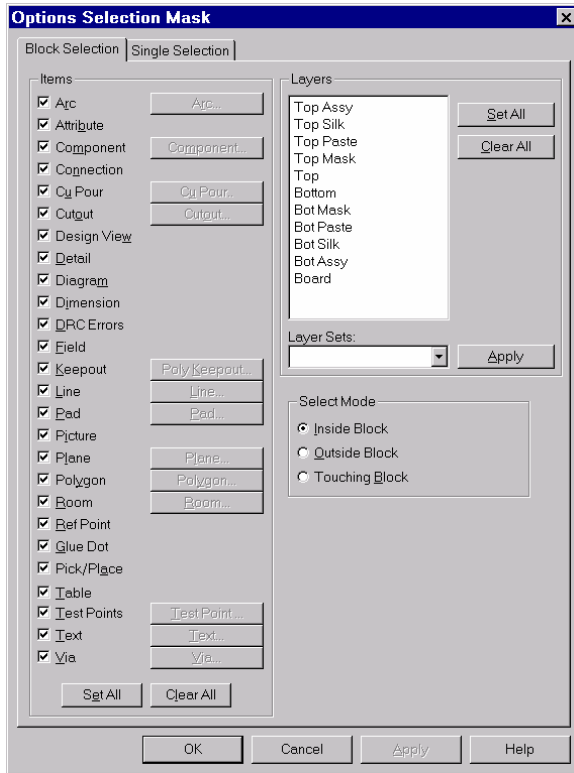 Options Selection Mask
Block Selection Single Selection
Items
Arc Arc...
Attribute
Component Component...
Connection
Cu Pour Cu Pour...
Cutout Cutout...
Design View
Detail
Diagram
Dimension
DRC Errors
Field
Keepout Poly Keepout...
Line Line...
Pad Pad...
Picture
Plane Plane...
Polygon Polygon...
Room Room...
Ref Point
Glue Dot
Pick/Place
Table
Test Points Test Point ...
Text Text...
Via Via...
Set All Clear All
Layers
Top Assy
Top Silk
Top Paste
Top Mask
Top
Bottom
Bot Mask
Bot Paste
Bot Silk
Bot Assy
Board
Set All
Clear All
Layer Sets:
Apply
Select Mode
Inside Block
Outside Block
Touching Block
OK Cancel Apply Help